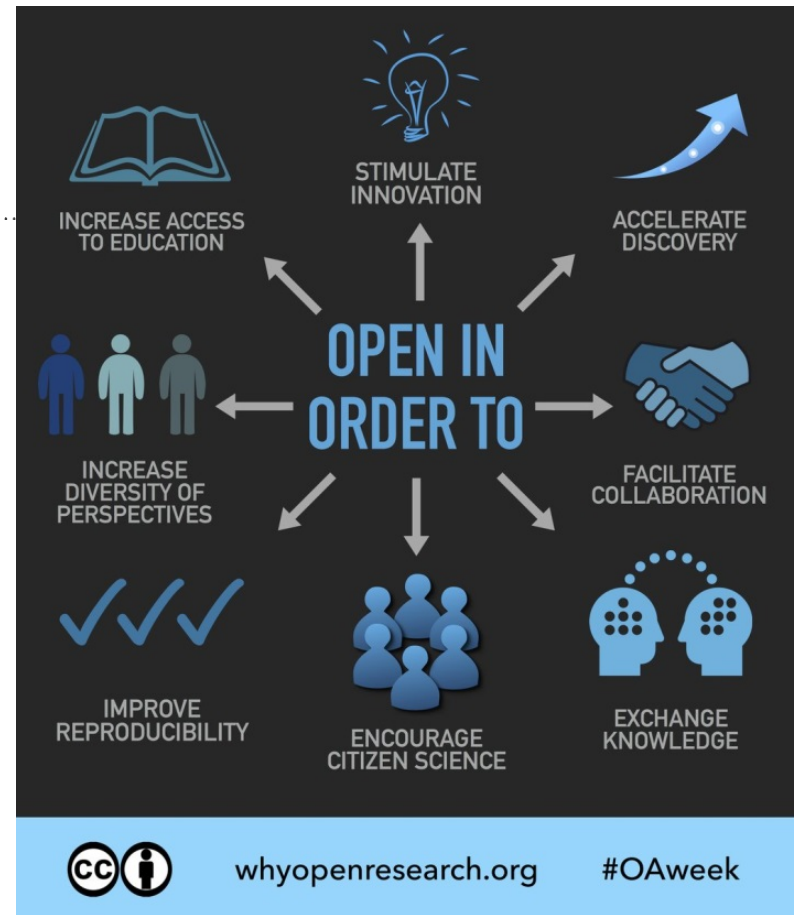 STIMULATE
INNOVATION
INCREASE ACCESS
TO EDUCATION
ACCELERATE
DISCOVERY
OPEN IN
ORDER TO
INCREASE
DIVERSITY OF
PERSPECTIVES
FACILITATE
COLLABORATION
IMPROVE
REPRODUCIBILITY
ENCOURAGE
CITIZEN SCIENCE
EXCHANGE
KNOWLEDGE
cc
whyopenresearch.org
#OAweek